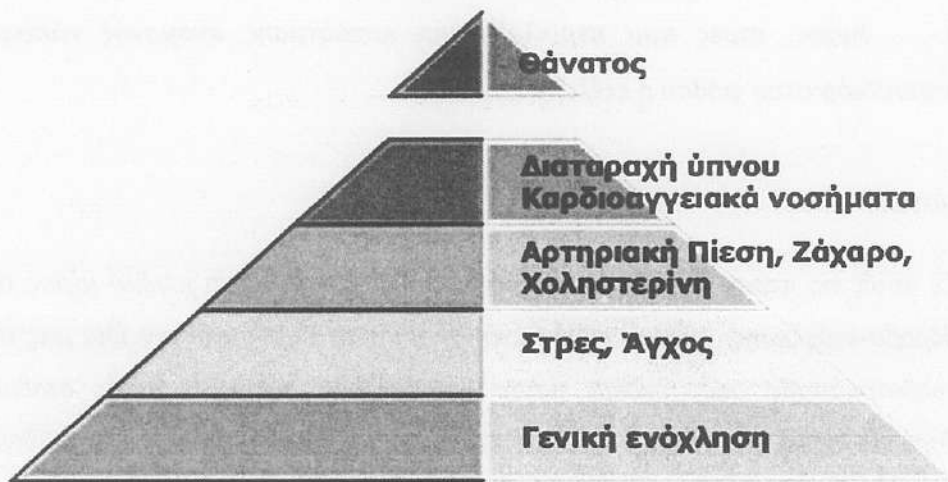 Θάνατος
Διαταραχή ύπνου
Καρδιοαγγειακά νοσήματα
Αρτηριακή Πίεση, Ζάχαρο,
Χοληστερίνη
Στρες, Άγχος
Γενική ενόχληση